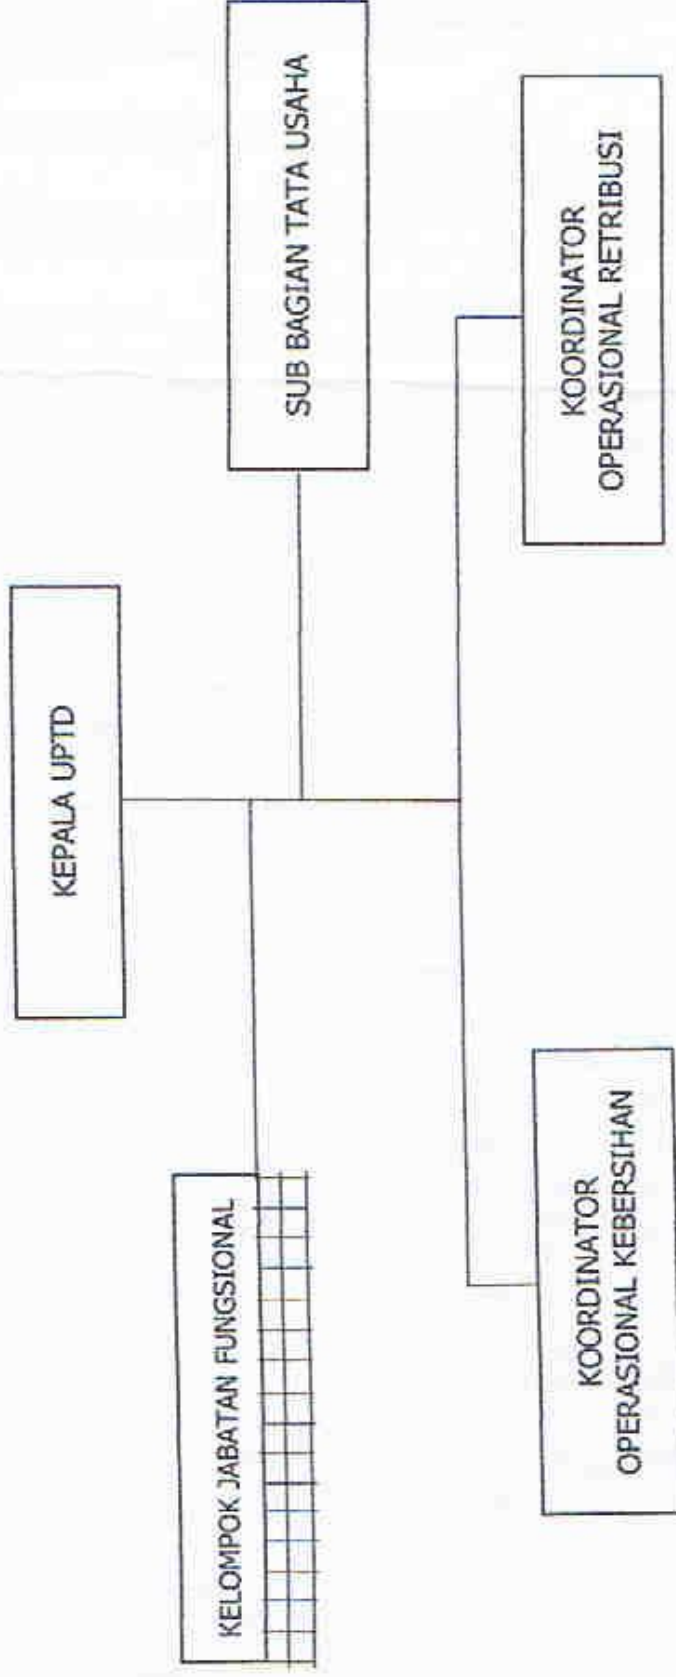 KEPALA UPTD
KELOMPOK JABATAN FUNGSIONAL
SUB BAGIAN TATA USAHA
KOORDINATOR
OPERASIONAL KEBERSIHAN
KOORDINATOR
OPERASIONAL RETRIBUSI